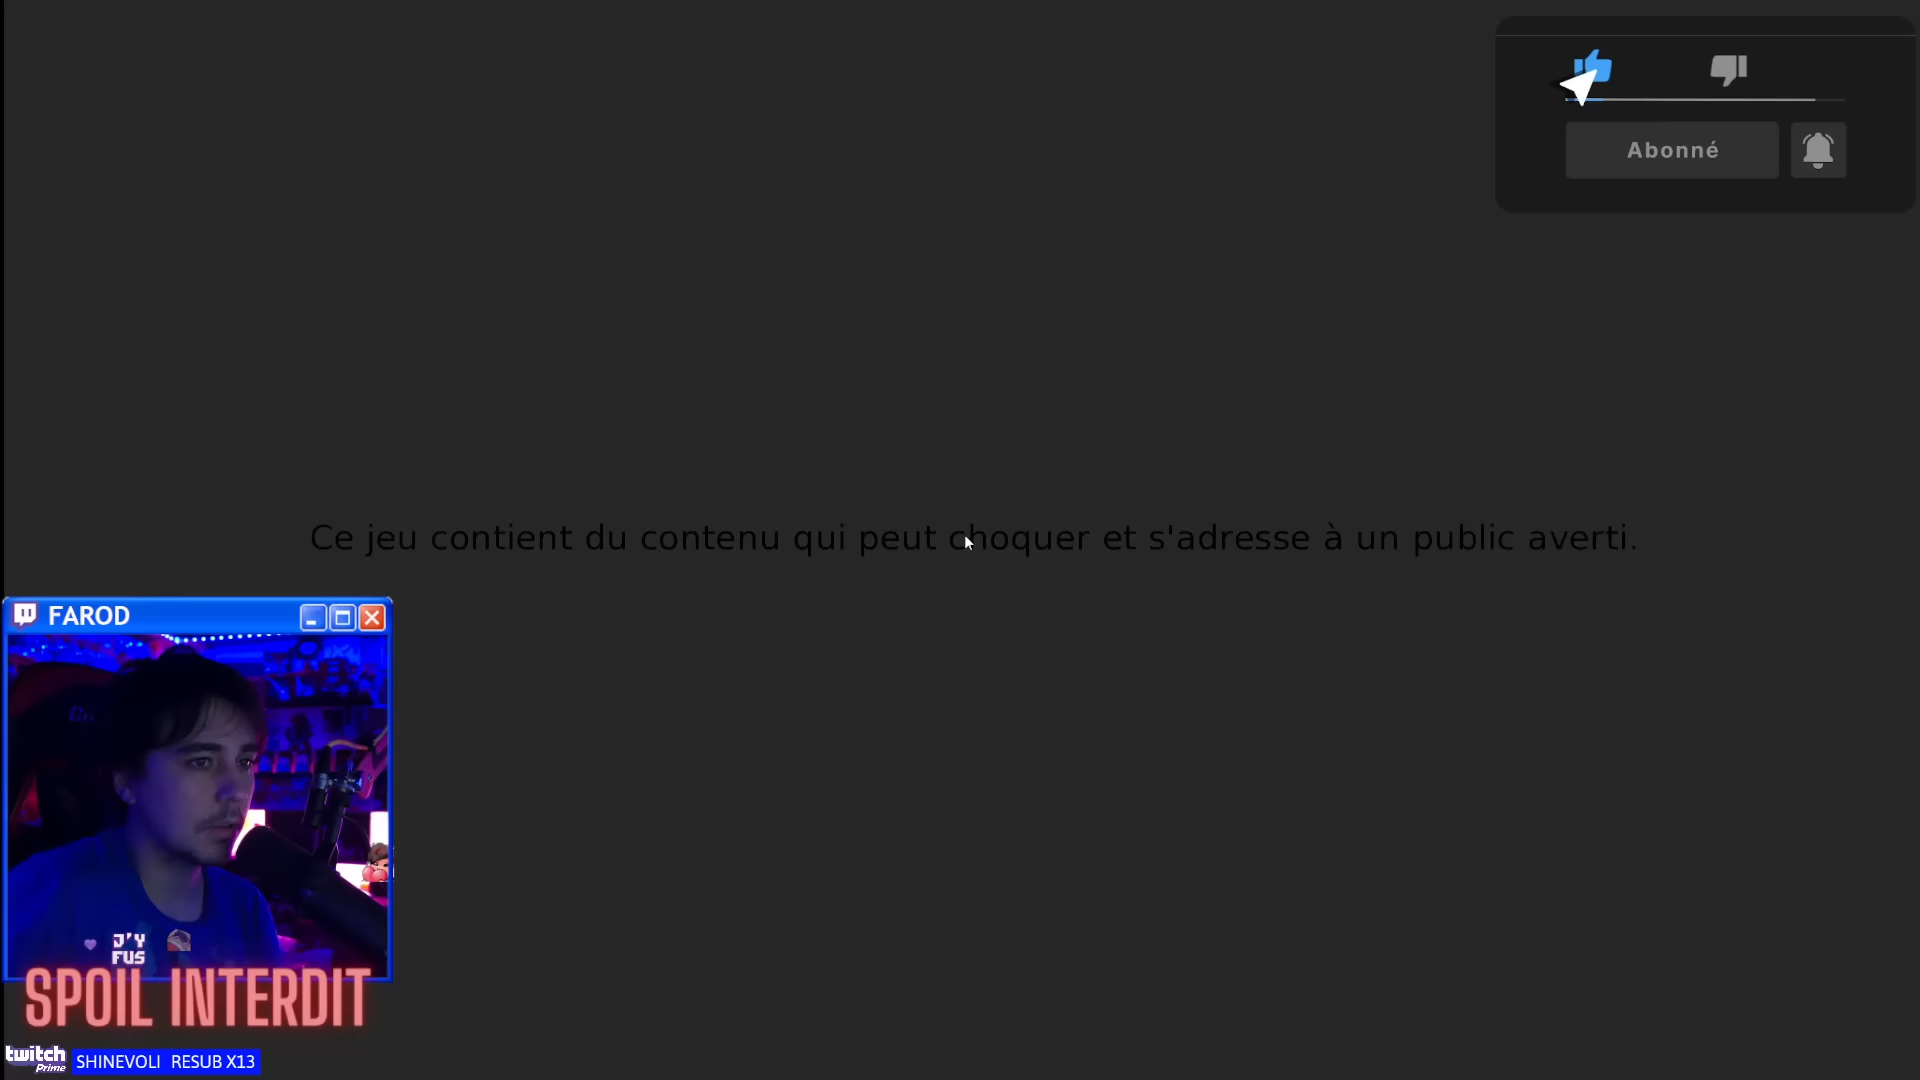 Abonné
Ce jeu contient du contenu qui peut choquer et s'adresse à un public averti.
FAROD
J'Y
FUS
SPOIL INTERDIT
twitch
Prime
SHINEVOLI RESUB X13